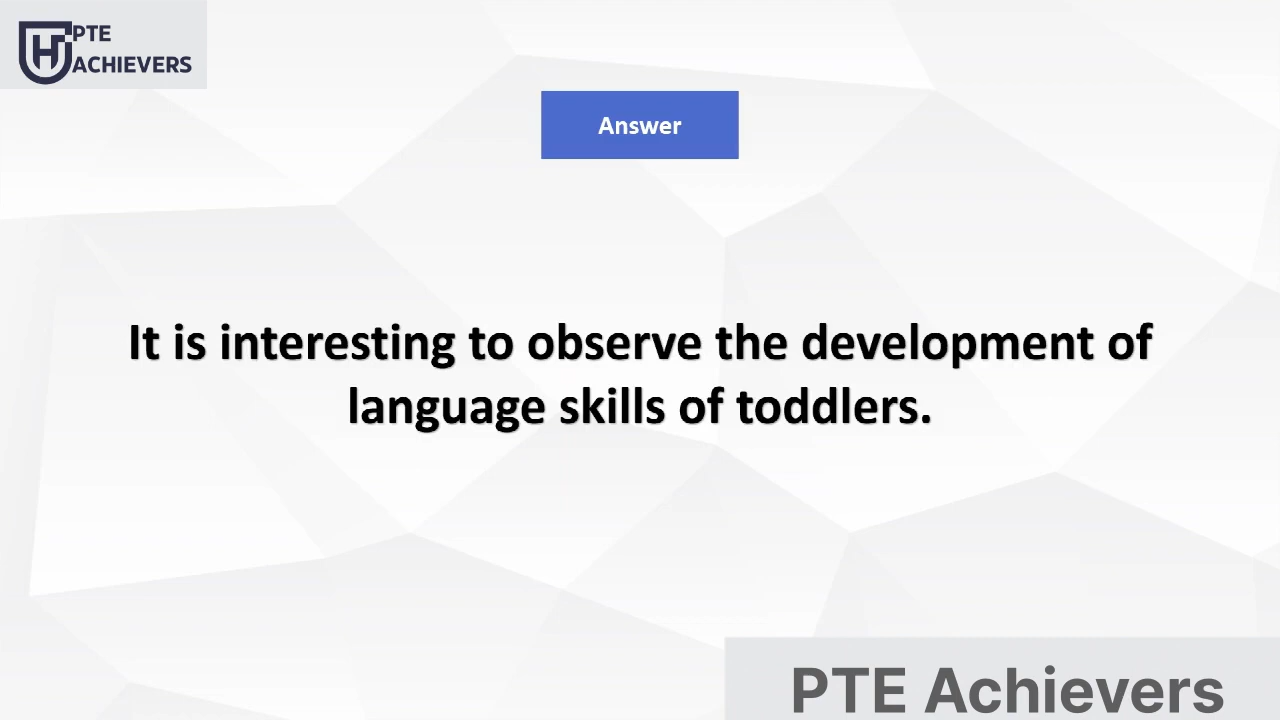 PTE
ACHIEVERS
Answer
It is interesting to observe the development of
language skills of toddlers.
PTE Achievers